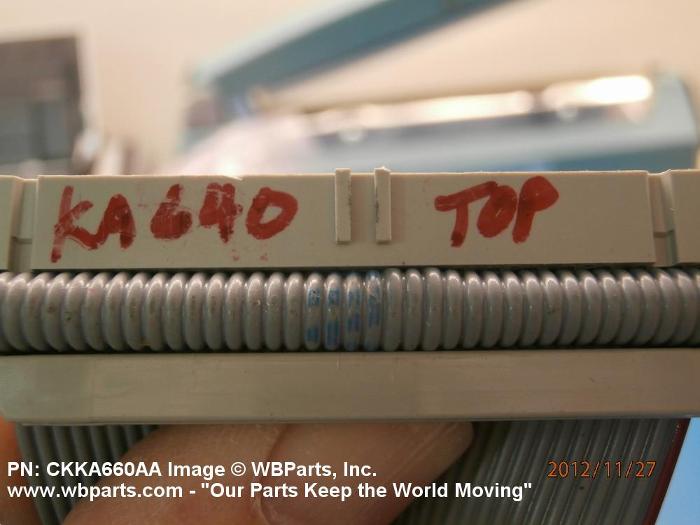 KA640 TOP
PN: CKKA660AA Image © WBParts, Inc.
2012/11/27
www.wbparts.com - "Our Parts Keep the World Moving"